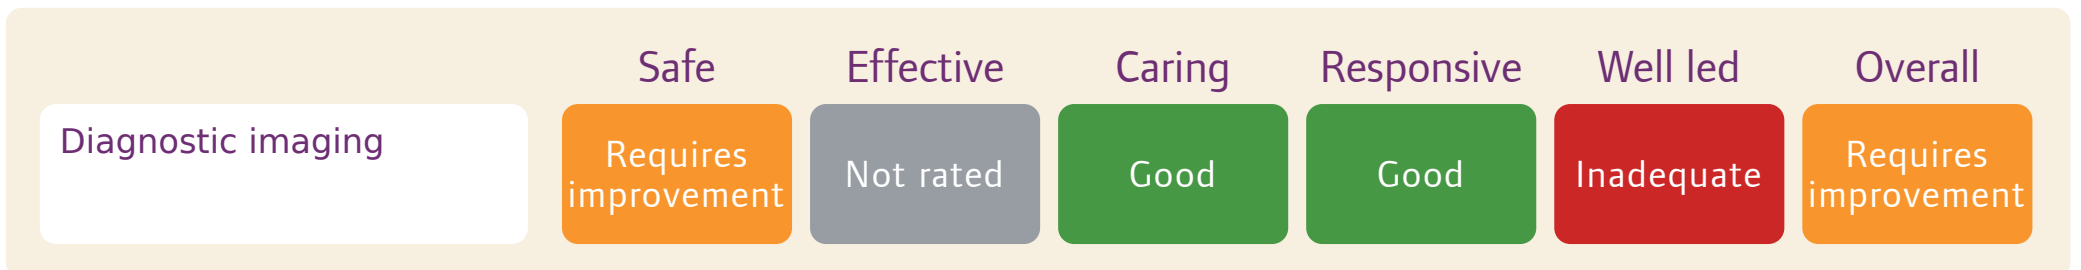 Safe Effective Caring Responsive Well led Overall
Diagnostic imaging
Requires improvement
Not rated
Good
Good
Inadequate
Requires improvement